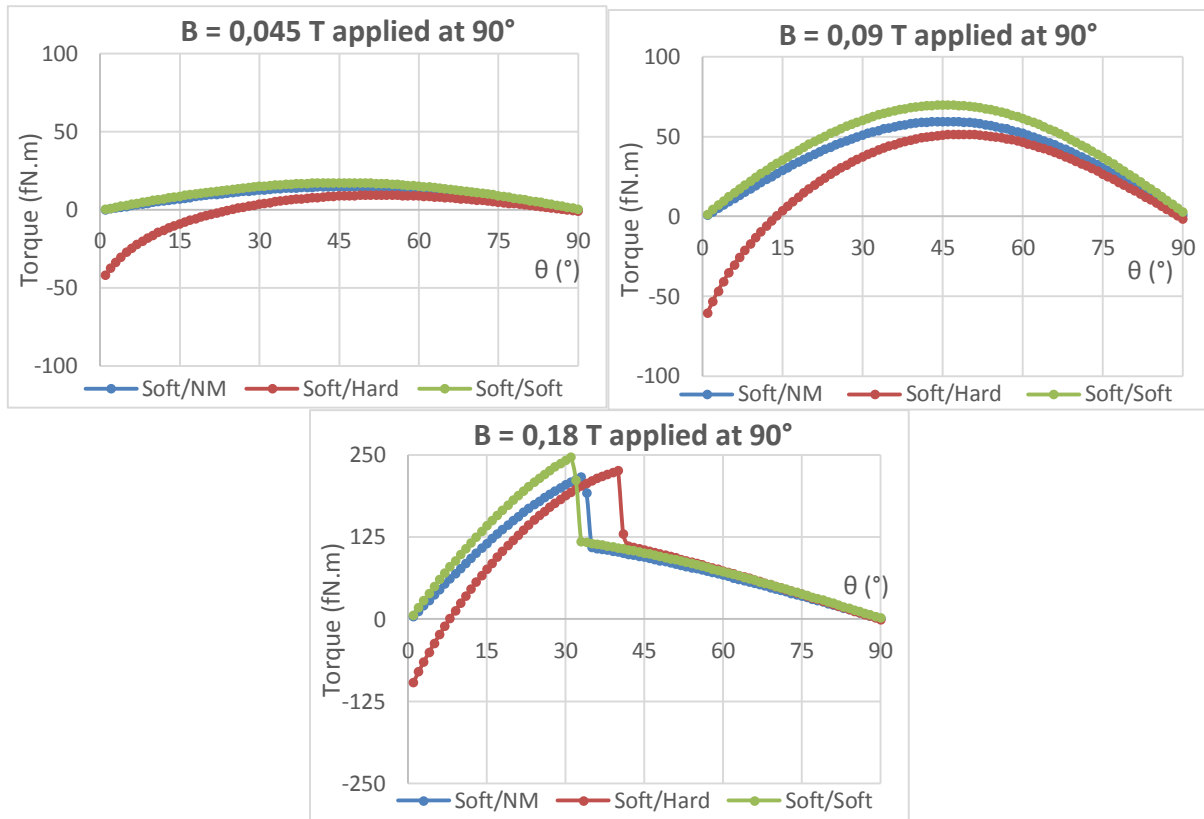 B = 0,045 T applied at 90°
100
50
0
-50
-100
Torque (fN.m)
0 15 30 45 60 75 90
θ (°)
Soft/NM Soft/Hard Soft/Soft
B = 0,09 T applied at 90°
100
50
0
-50
-100
Torque (fN.m)
0 15 30 45 60 75 90
θ (°)
Soft/NM Soft/Hard Soft/Soft
B = 0,18 T applied at 90°
250
125
0
-125
-250
Torque (fN.m)
θ (°)
0 15 30 45 60 75 90
Soft/NM Soft/Hard Soft/Soft